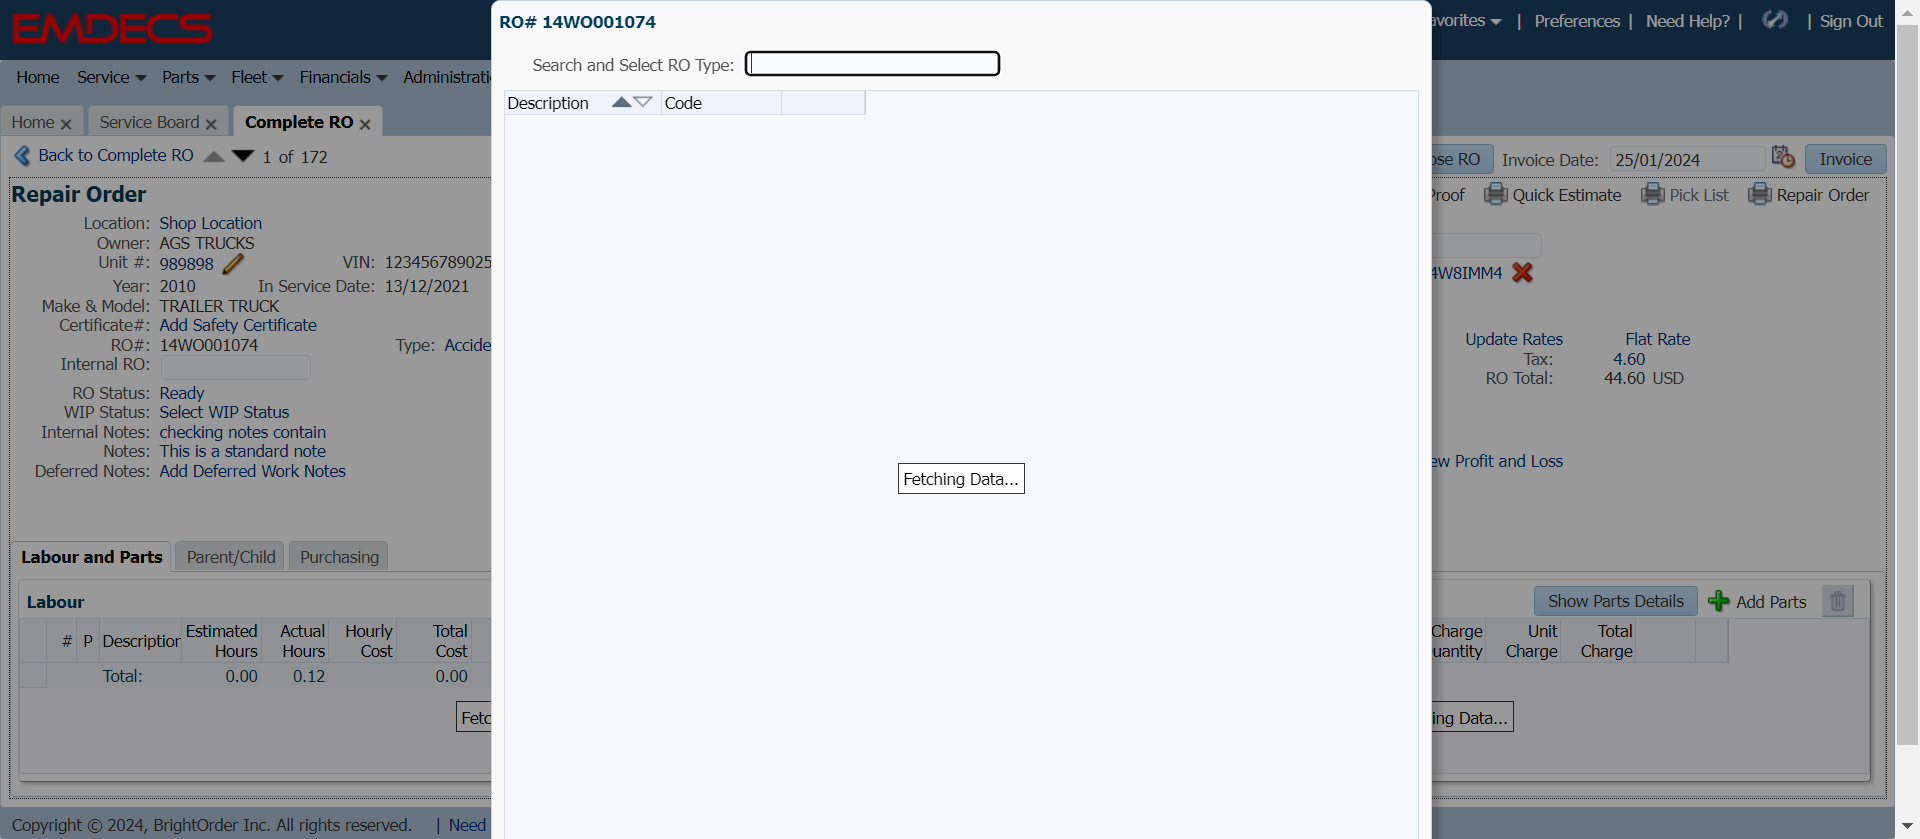 EMDECS
Favorites | Preferences | Need Help? | | Sign Out
Home Service Parts Fleet Financials Administrati
Home Service Board Complete RO
Back to Complete RO 1 of 172
ose RO Invoice Date: 25/01/2024 Invoice
Proof Quick Estimate Pick List Repair Order
Repair Order
Location: Shop Location
Owner: AGS TRUCKS
Unit #: 989898 VIN: 123456789025
4W8IMM4
Year: 2010 In Service Date: 13/12/2021
Make & Model: TRAILER TRUCK
Certificate#: Add Safety Certificate
RO#: 14WO001074 Type: Accide
Internal RO:
RO Status: Ready
WIP Status: Select WIP Status
Internal Notes: checking notes contain
Notes: This is a standard note
Deferred Notes: Add Deferred Work Notes
Update Rates Flat Rate
Tax: 4.60
RO Total: 44.60 USD
ew Profit and Loss
RO# 14WO001074
Search and Select RO Type:
Description Code
Fetching Data...
Labour and Parts Parent/Child Purchasing
Labour
Show Parts Details Add Parts
# P Description Estimated Hours Actual Hours Hourly Cost Total Cost
Charge uantity Unit Charge Total Charge
Total: 0.00 0.12 0.00
Fetc
ing Data...
Copyright © 2024, BrightOrder Inc. All rights reserved. | Need